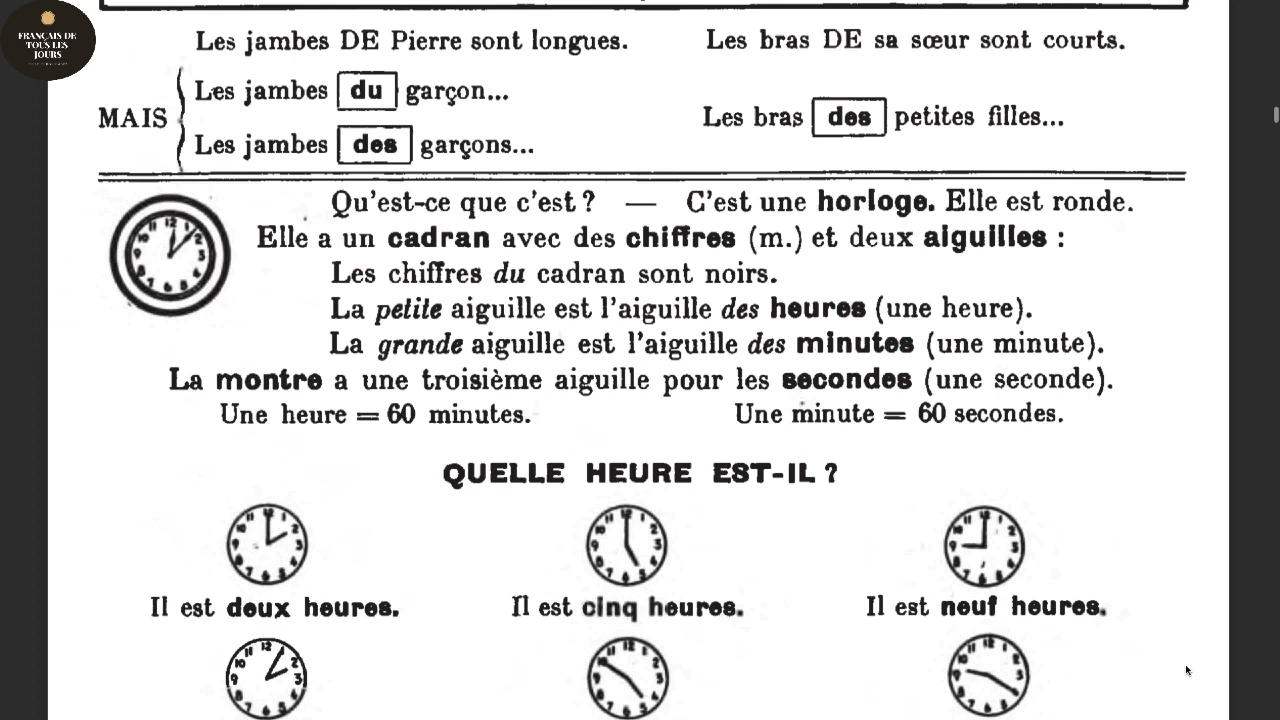 FRANÇAIS DE
TOUS LES
JOURS
Les jambes DE Pierre sont longues. Les bras DE sa sœur sont courts.
MAIS
Les jambes du garçon...
Les jambes des garçons...
Les bras des petites filles...
Qu'est-ce que c'est ? — C'est une horloge. Elle est ronde.
Elle a un cadran avec des chiffres (m.) et deux aiguilles :
Les chiffres du cadran sont noirs.
La petite aiguille est l'aiguille des heures (une heure).
La grande aiguille est l'aiguille des minutes (une minute).
La montre a une troisième aiguille pour les secondes (une seconde).
Une heure = 60 minutes. Une minute = 60 secondes.
QUELLE HEURE EST-IL ?
Il est deux heures. Il est cinq heures. Il est neuf heures.